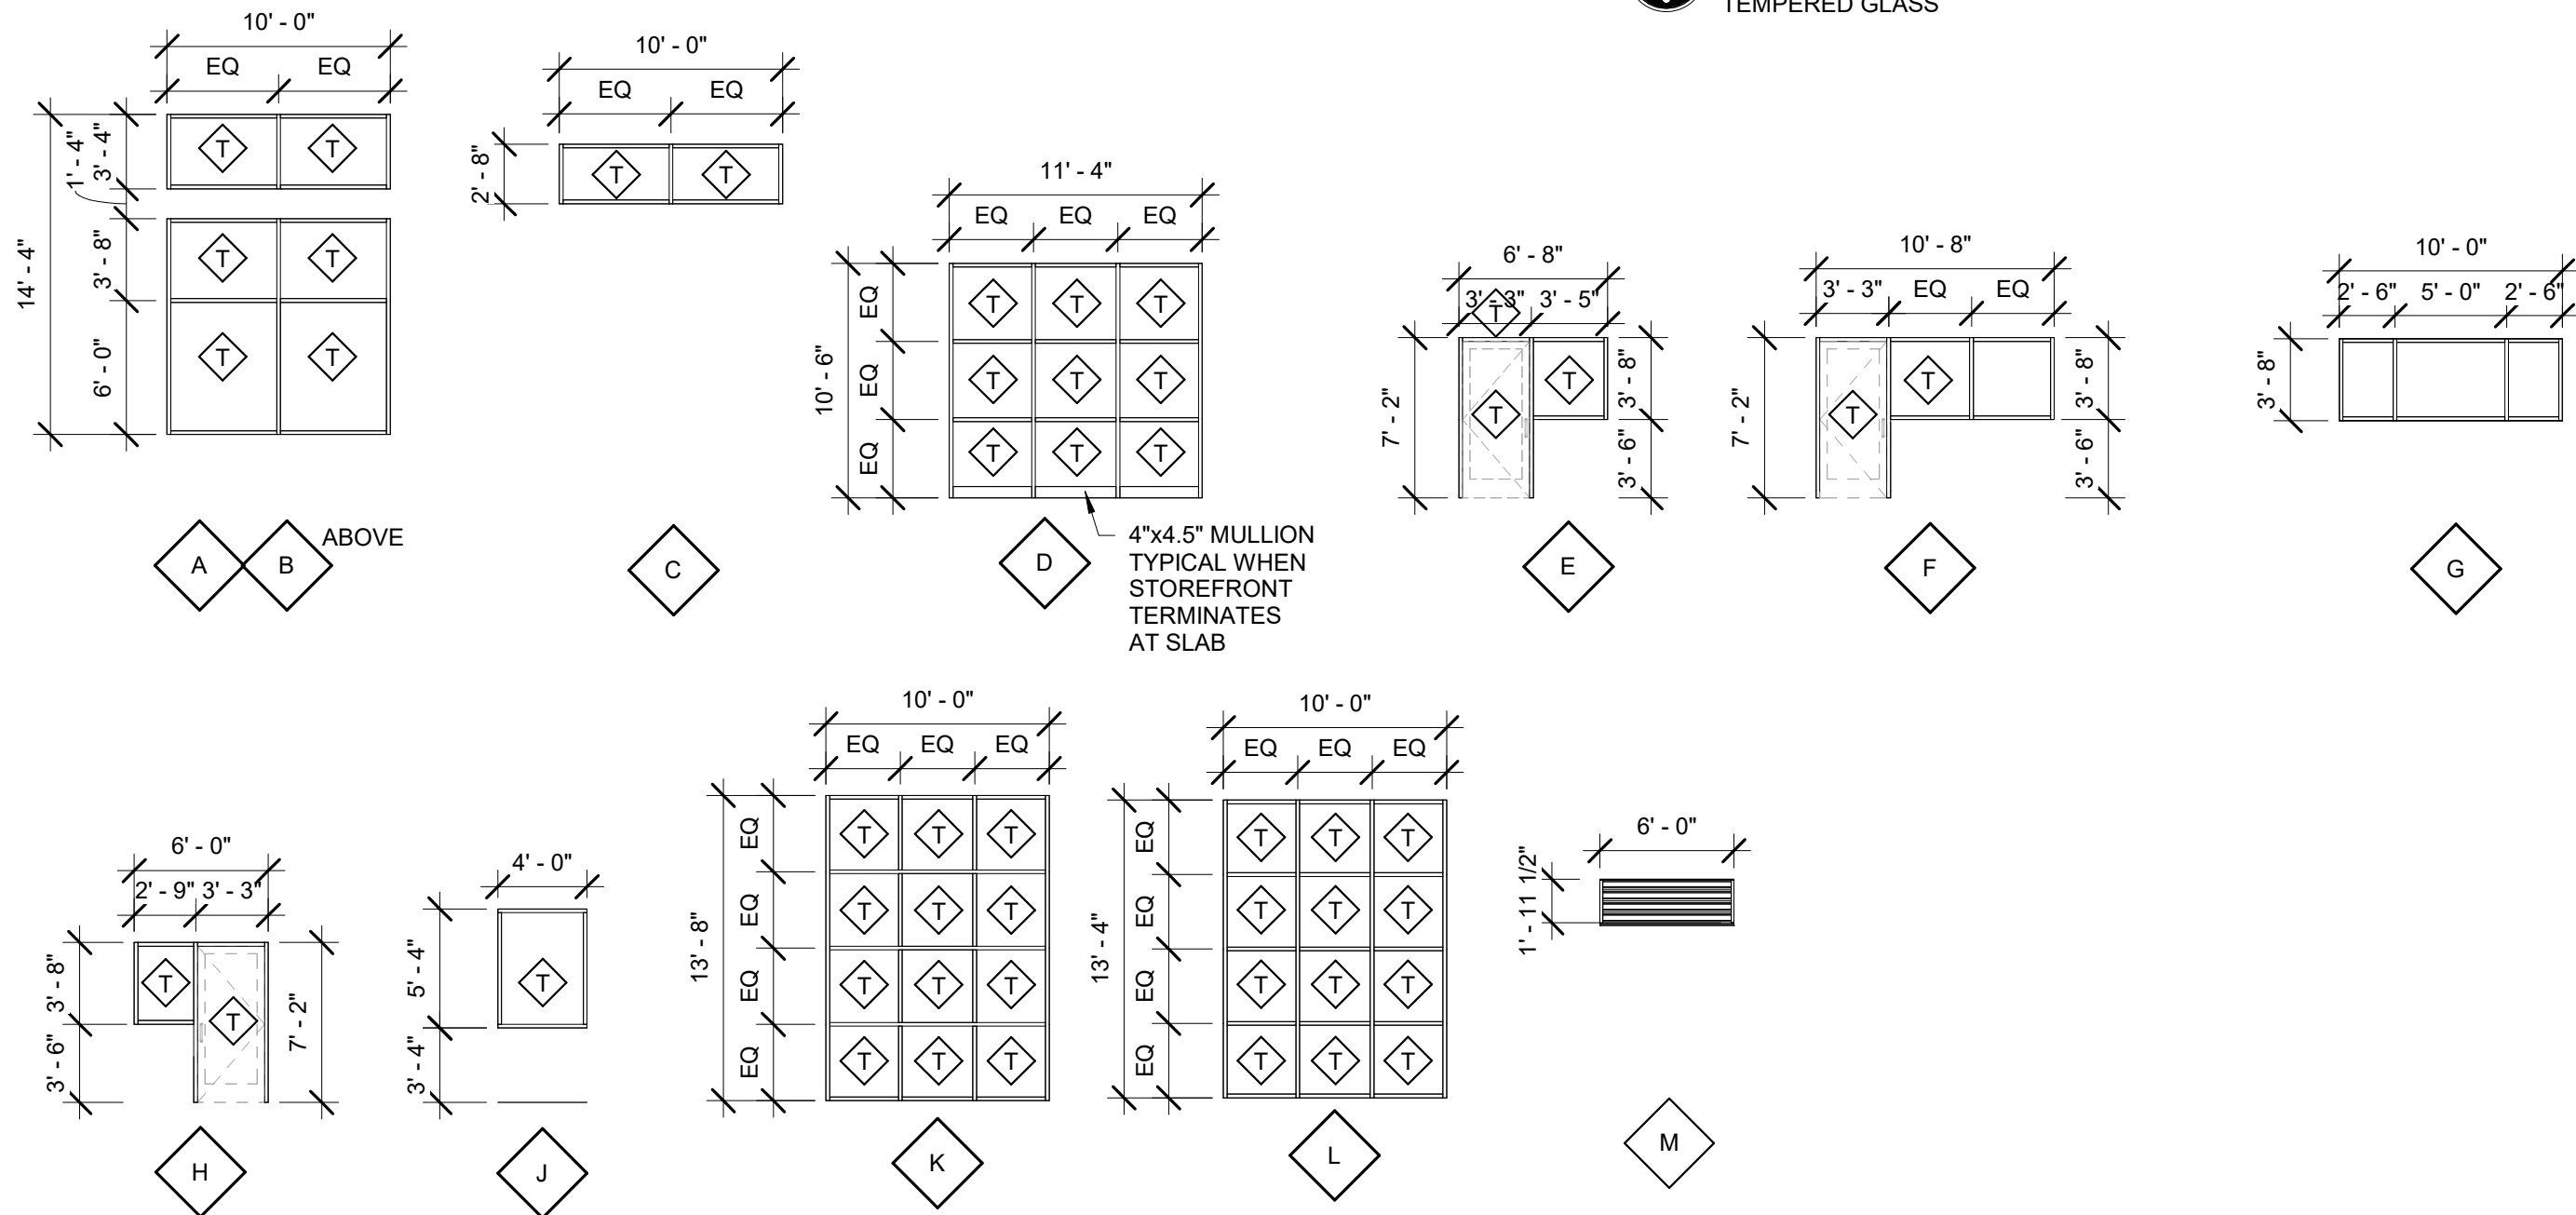 TEMPERED GLASS
10' - 0"
EQ EQ
14' - 4"
1' - 4"
3' - 4"
3' - 8"
6' - 0"
T T
T T
T T
A B ABOVE
10' - 0"
EQ EQ
2' - 8"
T T
C
11' - 4"
EQ EQ EQ
10' - 6"
EQ
EQ
EQ
T T T
T T T
T T T
D
4"x4.5" MULLION
TYPICAL WHEN
STOREFRONT
TERMINATES
AT SLAB
6' - 8"
3' - 3" 3' - 5"
T
7' - 2"
T T
3' - 8"
3' - 6"
E
10' - 8"
3' - 3" EQ EQ
7' - 2"
T T
3' - 8"
3' - 6"
F
10' - 0"
2' - 6" 5' - 0" 2' - 6"
3' - 8"
G
6' - 0"
2' - 9" 3' - 3"
3' - 8"
3' - 6"
T T
7' - 2"
H
4' - 0"
5' - 4"
3' - 4"
T
J
10' - 0"
EQ EQ EQ
13' - 8"
EQ
EQ
EQ
EQ
T T T
T T T
T T T
T T T
K
10' - 0"
EQ EQ EQ
13' - 4"
EQ
EQ
EQ
EQ
T T T
T T T
T T T
T T T
L
6' - 0"
1' - 11 1/2"
M